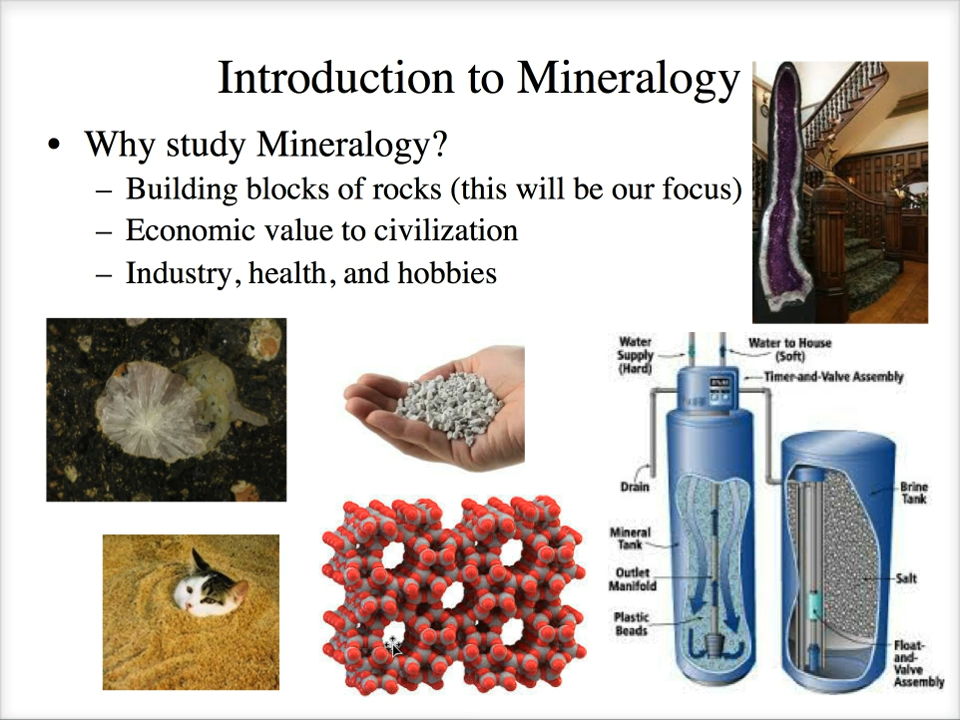 Introduction to Mineralogy
• Why study Mineralogy?
– Building blocks of rocks (this will be our focus)
– Economic value to civilization
– Industry, health, and hobbies
Water
Supply
(Hard)
Water to House
(Soft)
Timer-and-Valve Assembly
Drain
Brine
Tank
Mineral
Tank
Outlet
Manifold
Salt
Plastic
Beads
Float-
and-
Valve
Assembly